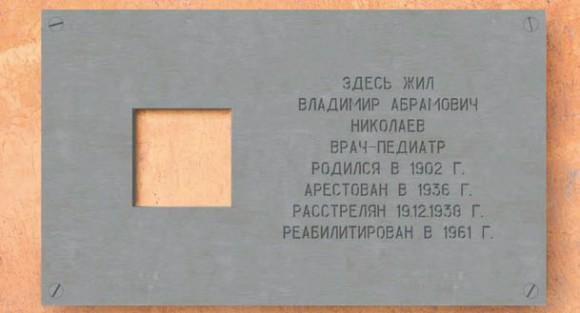 ЗДЕСЬ ЖИЛ
ВЛАДИМИР АБРАМОВИЧ
НИКОЛАЕВ
ВРАЧ-ПЕДИАТР
РОДИЛСЯ В 1902 Г.
АРЕСТОВАН В 1936 Г.
РАССТРЕЛЯН 19.12.1938 Г.
РЕАБИЛИТИРОВАН В 1961 Г.